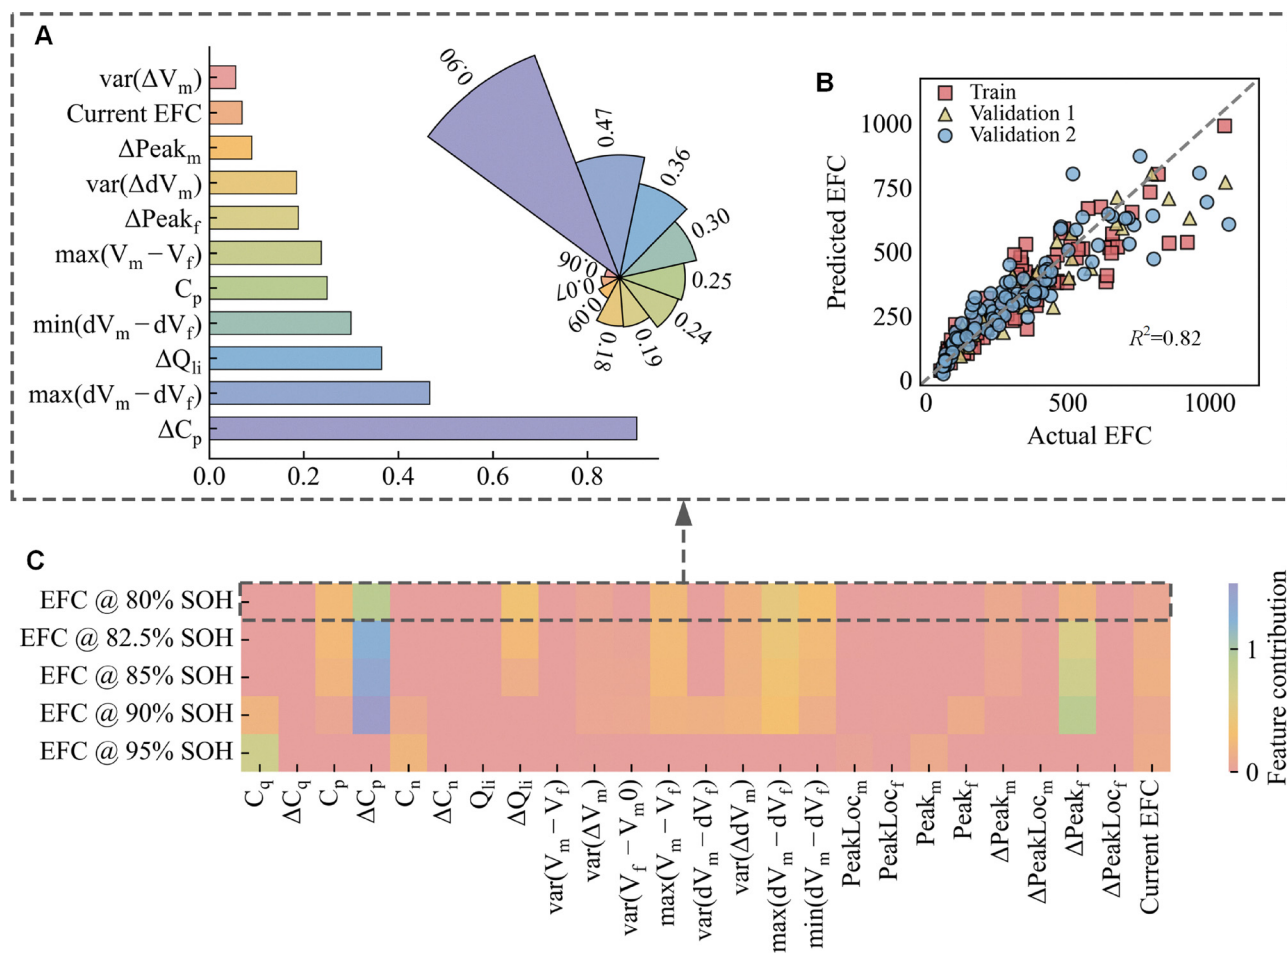 A
var(ΔVm)
Current EFC
ΔPeakm
var(ΔdVm)
ΔPeakf
max(Vm−Vf)
Cp
min(dVm−dVf)
ΔQli
max(dVm−dVf)
ΔCp
0.0
0.2
0.4
0.6
0.8
0.90
0.47
0.36
0.30
0.25
0.24
0.19
0.18
0.09
0.07
0.06
B
Train
Validation 1
Validation 2
R²=0.82
Predicted EFC
1000
750
500
250
0
0
500
1000
Actual EFC
C
EFC @ 80% SOH
EFC @ 82.5% SOH
EFC @ 85% SOH
EFC @ 90% SOH
EFC @ 95% SOH
Cq
ΔCq
Cp
ΔCp
Cn
ΔCn
Qli
ΔQli
var(Vm−Vf)
var(ΔVm)
var(Vf−Vm0)
max(Vm−Vf)
var(dVm−dVf)
var(ΔdVm)
max(dVm−dVf)
min(dVm−dVf)
PeakLocm
PeakLocf
Peakm
Peakf
ΔPeakm
ΔPeakLocm
ΔPeakf
ΔPeakLocf
Current EFC
1
0
Feature contribution